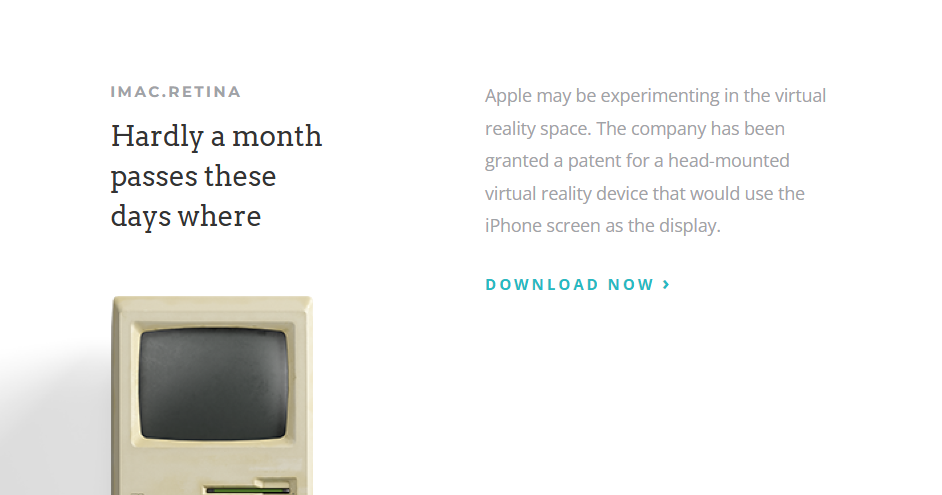 IMAC.RETINA
Hardly a month
passes these
days where
Apple may be experimenting in the virtual
reality space. The company has been
granted a patent for a head-mounted
virtual reality device that would use the
iPhone screen as the display.
DOWNLOAD NOW ›